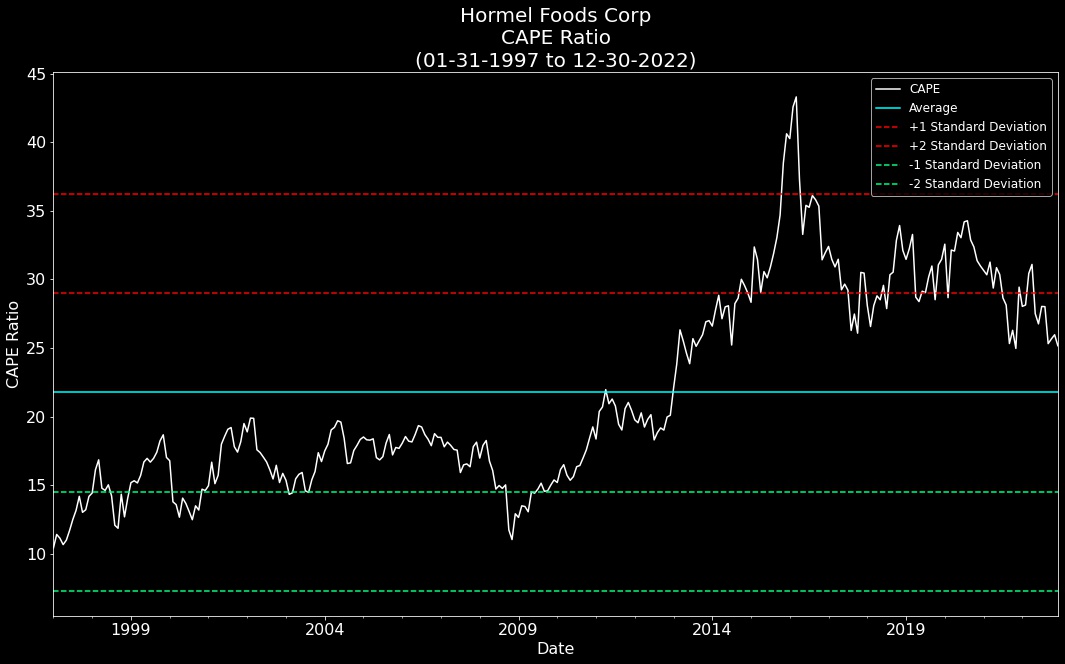 Hormel Foods Corp
CAPE Ratio
(01-31-1997 to 12-30-2022)
CAPE
Average
+1 Standard Deviation
+2 Standard Deviation
-1 Standard Deviation
-2 Standard Deviation
CAPE Ratio
45
40
35
30
25
20
15
10
1999
2004
2009
2014
2019
Date